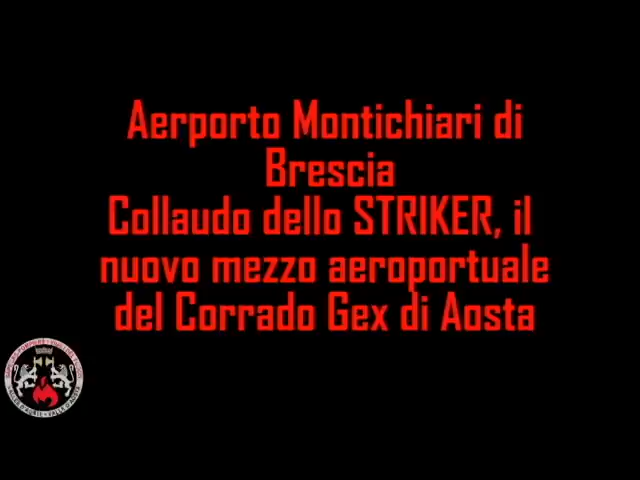 Aerporto Montichiari di
Brescia
Collaudo dello STRIKER, il
nuovo mezzo aeroportuale
del Corrado Gex di Aosta